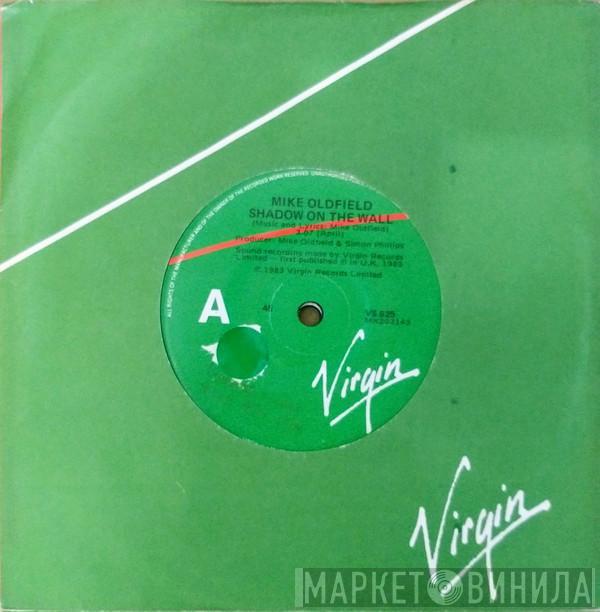 MIKE OLDFIELD
SHADOW ON THE WALL
(Music and Lyrics: Mike Oldfield)
3.07 (April)
Producer: Mike Oldfield & Simon Phillips
Sound recording made by Virgin Records
Limited — first published in U.K. 1983
℗ 1983 Virgin Records Limited
A
45
VS 625
Virgin
Virgin
МАРКЕТ ВИНИЛА